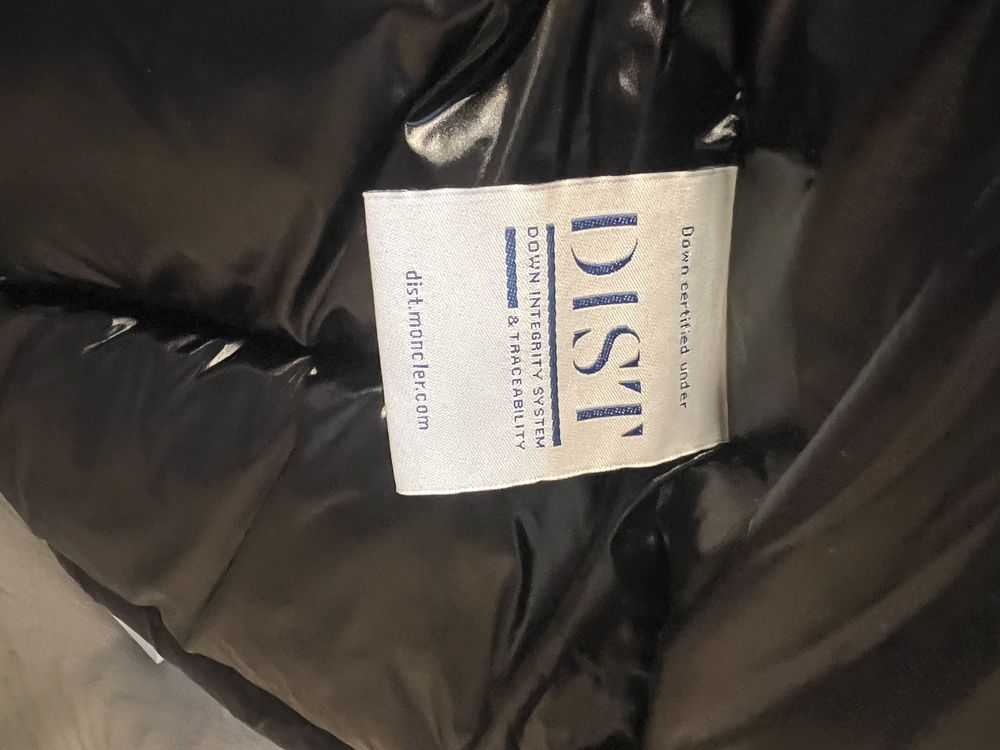 Down certified under
DIST
DOWN INTEGRITY SYSTEM
& TRACEABILITY
dist.moncler.com